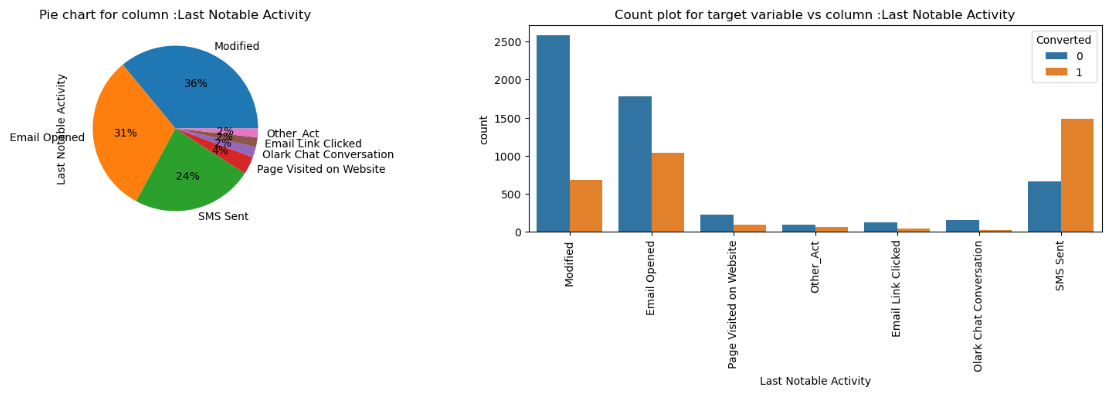 Pie chart for column :Last Notable Activity
Modified
36%
Email Opened
31%
Last Notable Activity
24%
SMS Sent
4%
Page Visited on Website
2%
Olark Chat Conversation
2%
Email Link Clicked
2%
Other_Act
Count plot for target variable vs column :Last Notable Activity
Converted
0
1
2500
2000
1500
1000
500
0
count
Modified
Email Opened
Page Visited on Website
Other_Act
Email Link Clicked
Olark Chat Conversation
SMS Sent
Last Notable Activity